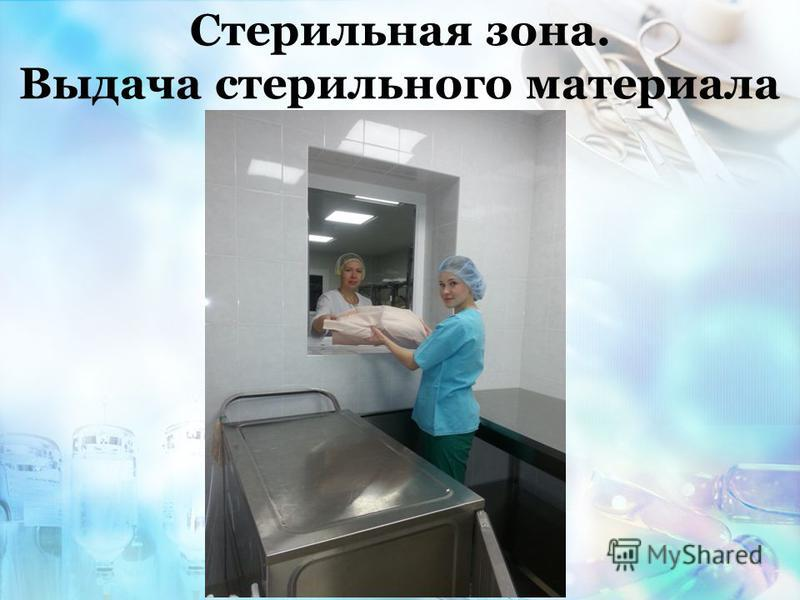 Стерильная зона.
Выдача стерильного материала
MyShared